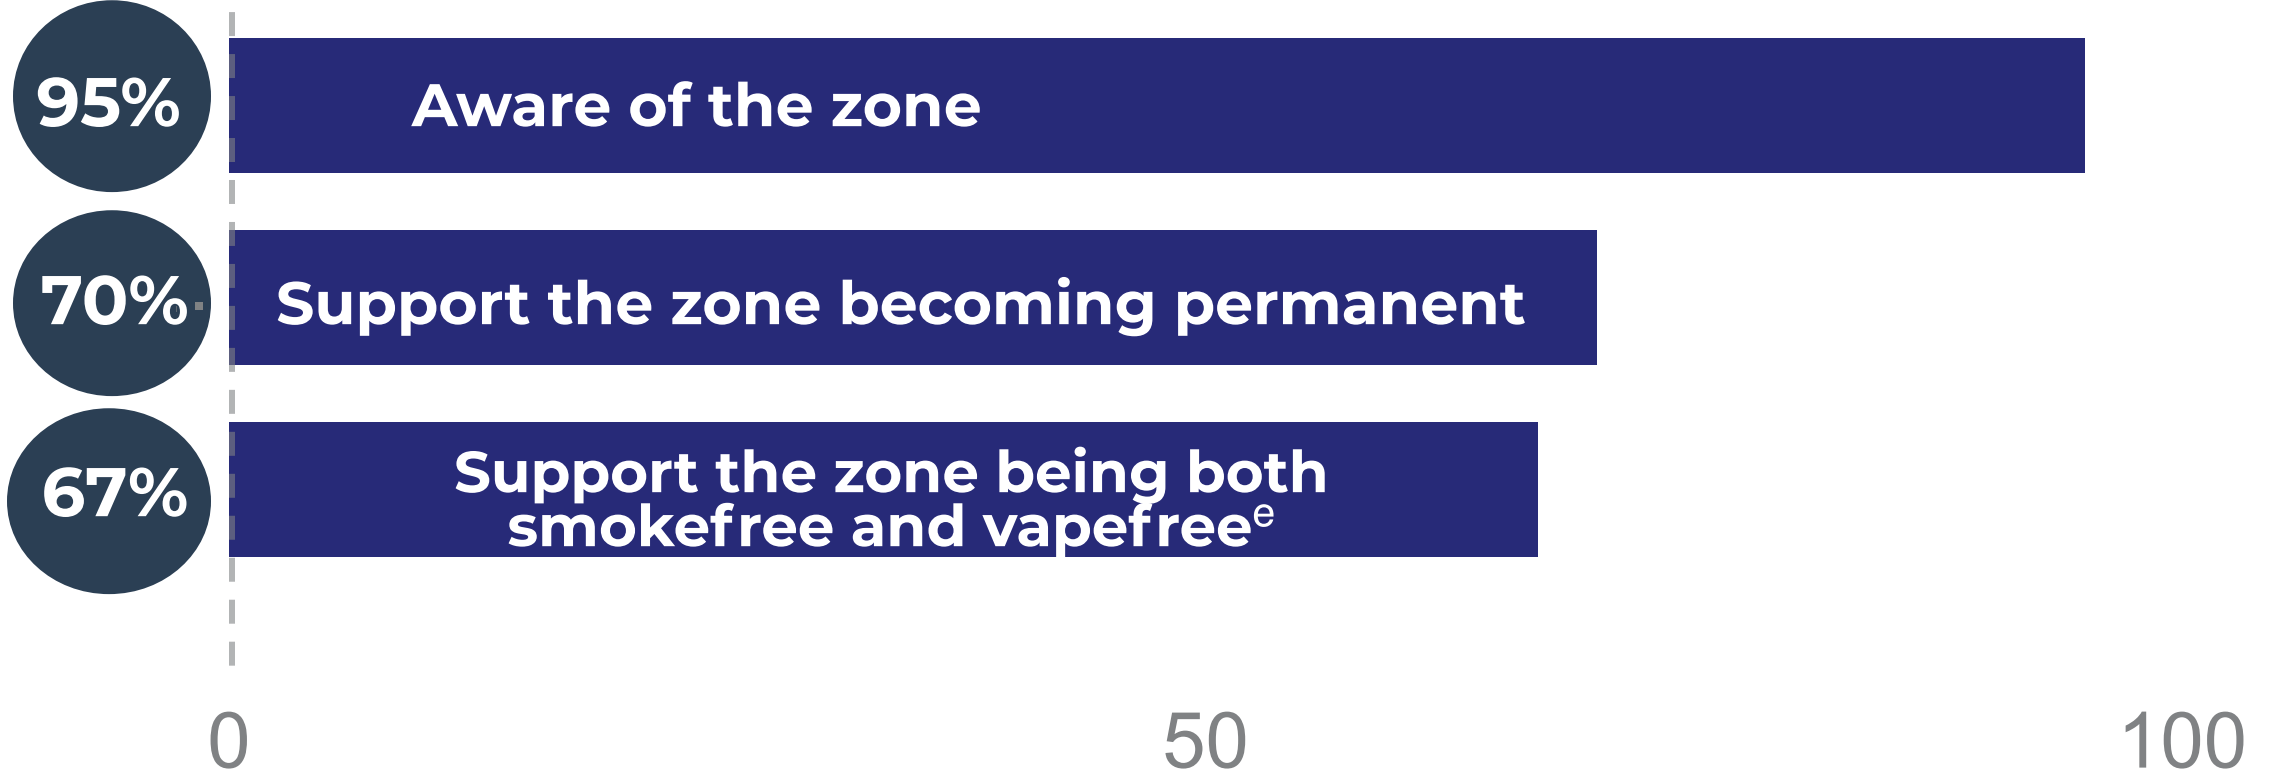 95%
Aware of the zone
70%
Support the zone becoming permanent
67%
Support the zone being both
smokefree and vapefreeᵉ
0 50 100